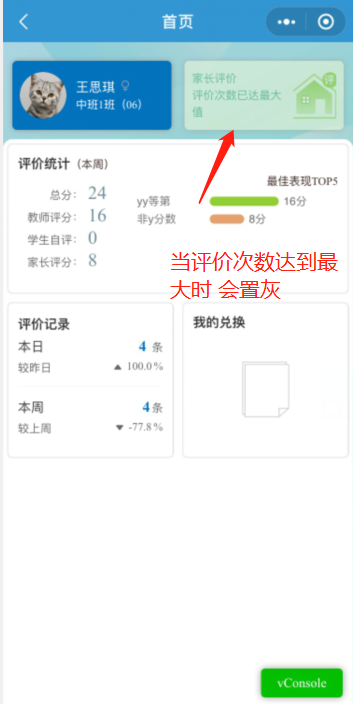 首页
王思琪
中班1班（06）
家长评价
评价次数已达最大
值
评
评价统计（本周）
最佳表现TOP5
总分： 24
yy等第 16分
教师评分： 16
非y分数 8分
学生自评： 0
家长评分： 8
当评价次数达到最
大时 会置灰
评价记录
本日 4 条
较昨日 ▲ 100.0 %
本周 4 条
较上周 ▼ -77.8 %
我的兑换
vConsole